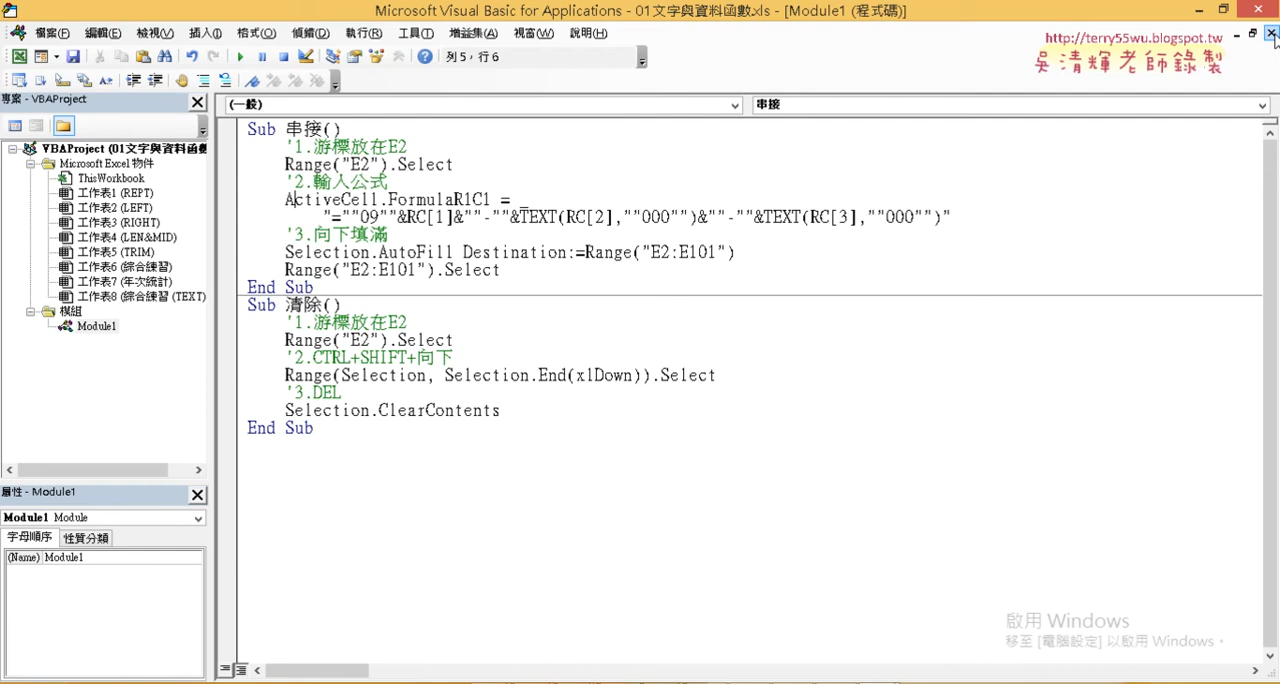 Microsoft Visual Basic for Applications - 01文字與資料函數.xls - [Module1 (程式碼)]
檔案(F) 編輯(E) 檢視(V) 插入(I) 格式(O) 偵錯(D) 執行(R) 工具(T) 增益集(A) 視窗(W) 說明(H)
http://terry55wu.blogspot.tw
吳清輝老師錄製
列 5, 行 6
專案 - VBAProject
(一般)
串接
VBAProject (01文字與資料函數
Microsoft Excel 物件
ThisWorkbook
工作表1 (REPT)
工作表2 (LEFT)
工作表3 (RIGHT)
工作表4 (LEN&MID)
工作表5 (TRIM)
工作表6 (綜合練習)
工作表7 (年次統計)
工作表8 (綜合練習 (TEXT)
模組
Module1
Sub 串接()
'1.游標放在E2
Range("E2").Select
'2.輸入公式
ActiveCell.FormulaR1C1 = _
"=""09""&RC[1]&""-""&TEXT(RC[2],""000"")&""-""&TEXT(RC[3],""000"")"
'3.向下填滿
Selection.AutoFill Destination:=Range("E2:E101")
Range("E2:E101").Select
End Sub
Sub 清除()
'1.游標放在E2
Range("E2").Select
'2.CTRL+SHIFT+向下
Range(Selection, Selection.End(xlDown)).Select
'3.DEL
Selection.ClearContents
End Sub
屬性 - Module1
Module1 Module
字母順序 性質分類
(Name) Module1
啟用 Windows
移至 [電腦設定] 以啟用 Windows。